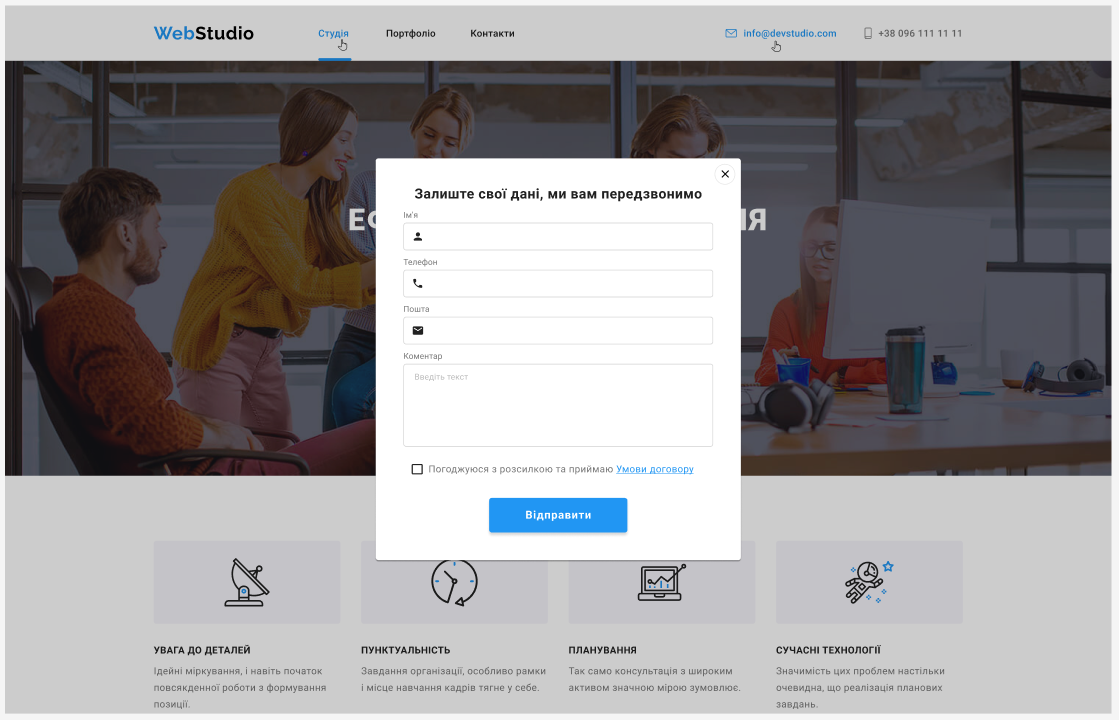 WebStudio
Студія
Портфоліо
Контакти
info@devstudio.com
+38 096 111 11 11
Залиште свої дані, ми вам передзвонимо
Ім'я
Телефон
Пошта
Коментар
Введіть текст
Погоджуюся з розсилкою та приймаю Умови договору
Відправити
УВАГА ДО ДЕТАЛЕЙ
Ідейні міркування, і навіть початок
повсякденної роботи з формування
позиції.
ПУНКТУАЛЬНІСТЬ
Завдання організації, особливо рамки
і місце навчання кадрів тягне у себе.
ПЛАНУВАННЯ
Так само консультація з широким
активом значною мірою зумовлює.
СУЧАСНІ ТЕХНОЛОГІЇ
Значимість цих проблем настільки
очевидна, що реалізація планових
завдань.